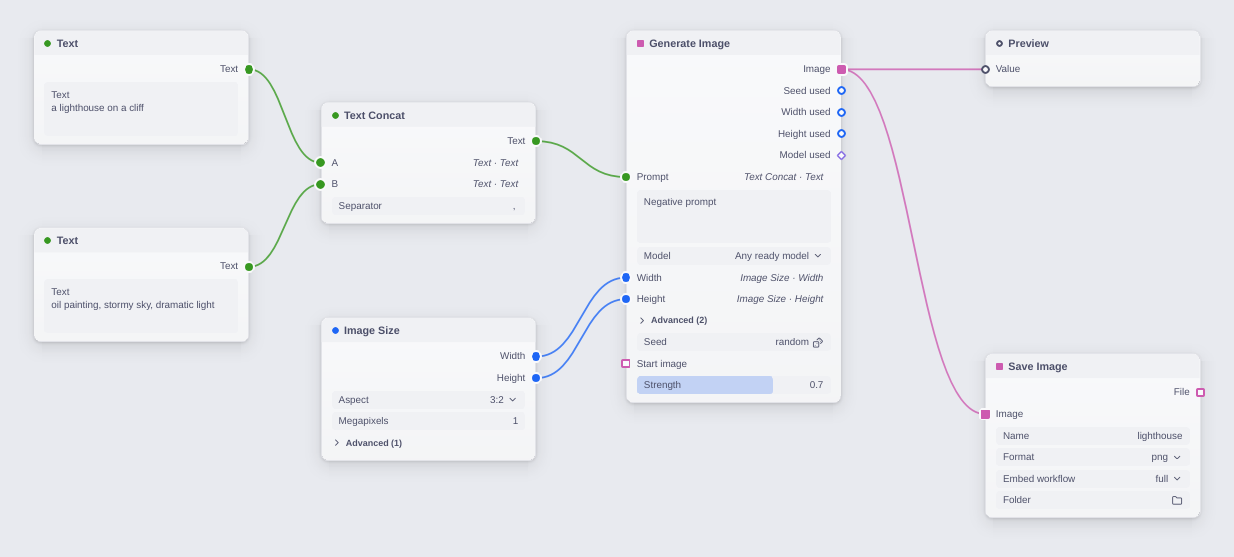 Text
Text
Text
a lighthouse on a cliff
Text
Text
Text
oil painting, stormy sky, dramatic light
Text Concat
Text
A Text · Text
B Text · Text
Separator ,
Image Size
Width
Height
Aspect 3:2
Megapixels 1
Advanced (1)
Generate Image
Image
Seed used
Width used
Height used
Model used
Prompt Text Concat · Text
Negative prompt
Model Any ready model
Width Image Size · Width
Height Image Size · Height
Advanced (2)
Seed random
Start image
Strength 0.7
Preview
Value
Save Image
File
Image
Name lighthouse
Format png
Embed workflow full
Folder